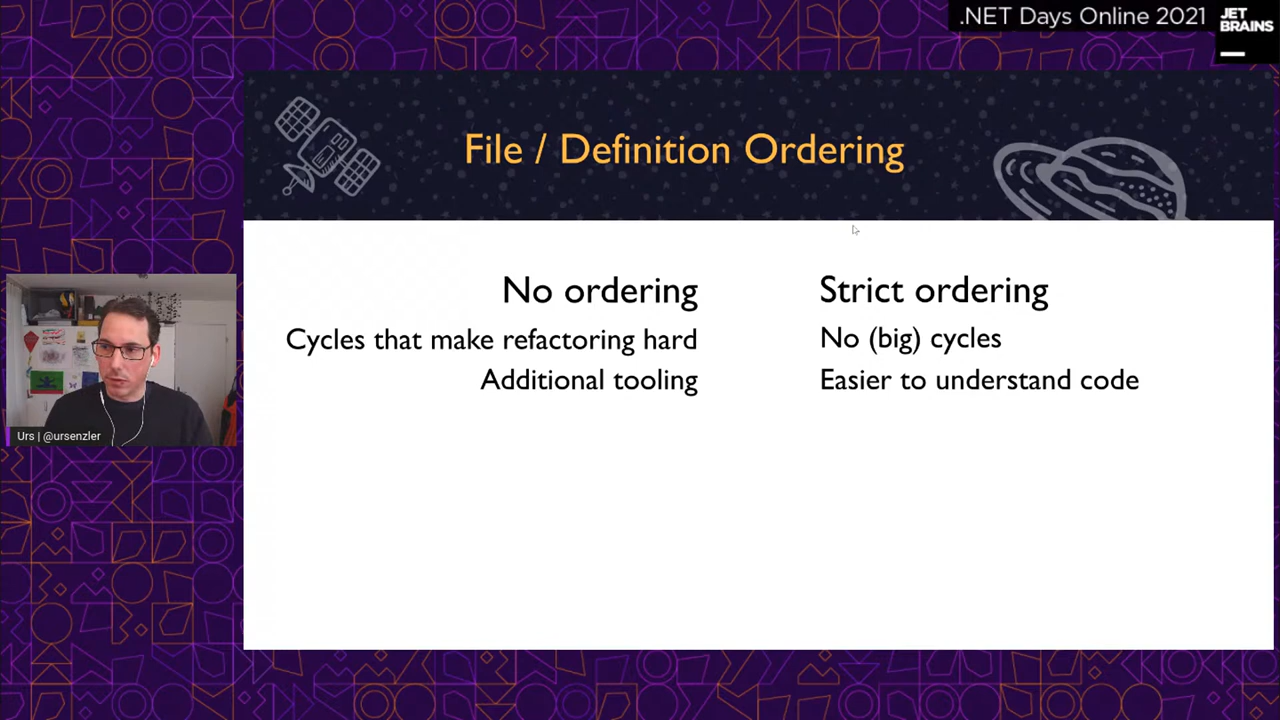 .NET Days Online 2021
JET
BRAINS
File / Definition Ordering
No ordering
Cycles that make refactoring hard
Additional tooling
Strict ordering
No (big) cycles
Easier to understand code
Urs | @ursenzler